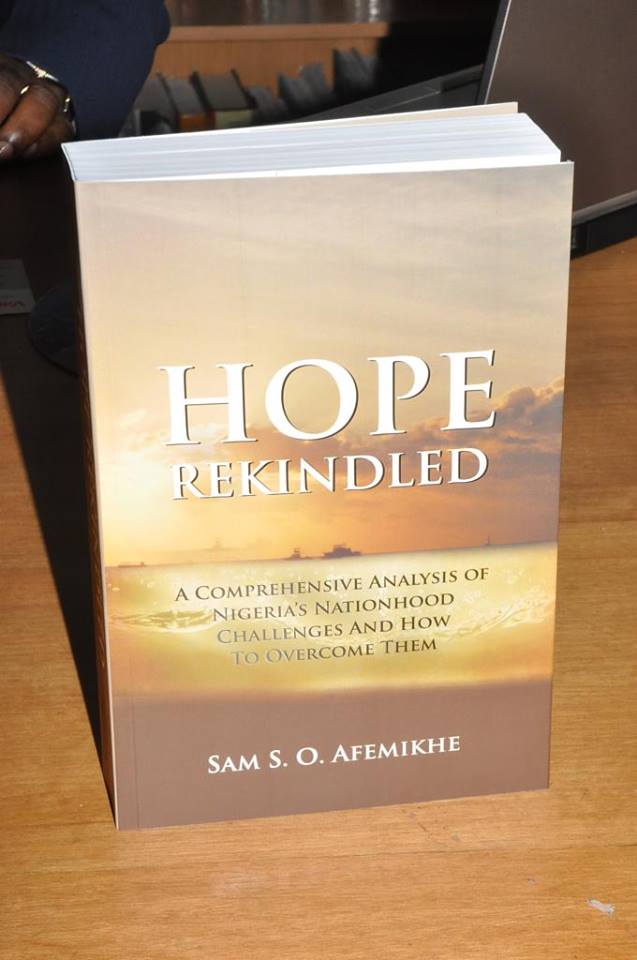 HOPE
REKINDLED
A COMPREHENSIVE ANALYSIS OF
NIGERIA'S NATIONHOOD
CHALLENGES AND HOW
TO OVERCOME THEM
SAM S. O. AFEMIKHE